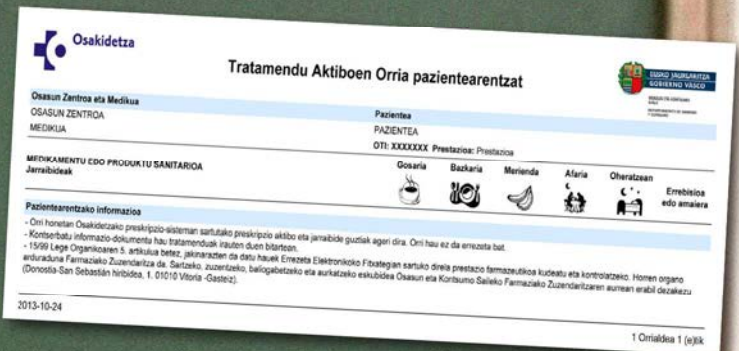 Osakidetza
Tratamendu Aktiboen Orria pazientearentzat
EUSKO JAURLARITZA
GOBIERNO VASCO
Osasun Zentroa eta Medikua
Pazientea
OSASUN ZENTROA
PAZIENTEA
MEDIKUA
OTI: XXXXXXX Prestazioa: Prestazioa
MEDIKAMENTU EDO PRODUKTU SANITARIOA
Jarraibideak
Gosaria
Bazkaria
Merienda
Afaria
Oheratzean
Errebisioa
edo amaiera
Pazientearentzako informazioa
- Orri honetan Osakidetzako preskripzio-sisteman sartutako preskripzio aktibo eta jarraibide guztiak ageri dira. Orri hau ez da errezeta bat.
- Kontserbatu informazio-dokumentu hau tratamenduak irauten duen bitartean.
- 15/99 Lege Organikoaren 5. artikulua betez, jakinarazten da datu hauek Errezeta Elektronikoko Fitxategian sartuko direla prestazio farmazeutikoa kudeatu eta kontrolatzeko. Horren organo
arduraduna Farmaziako Zuzendaritza da. Sartzeko, zuzentzeko, baliogabetzeko eta aurkatzeko eskubidea Osasun eta Kontsumo Saileko Farmaziako Zuzendaritzaren aurrean erabil dezakezu
(Donostia-San Sebastián hiribidea, 1. 01010 Vitoria -Gasteiz).
2013-10-24
1 Orrialdea 1 (e)tik